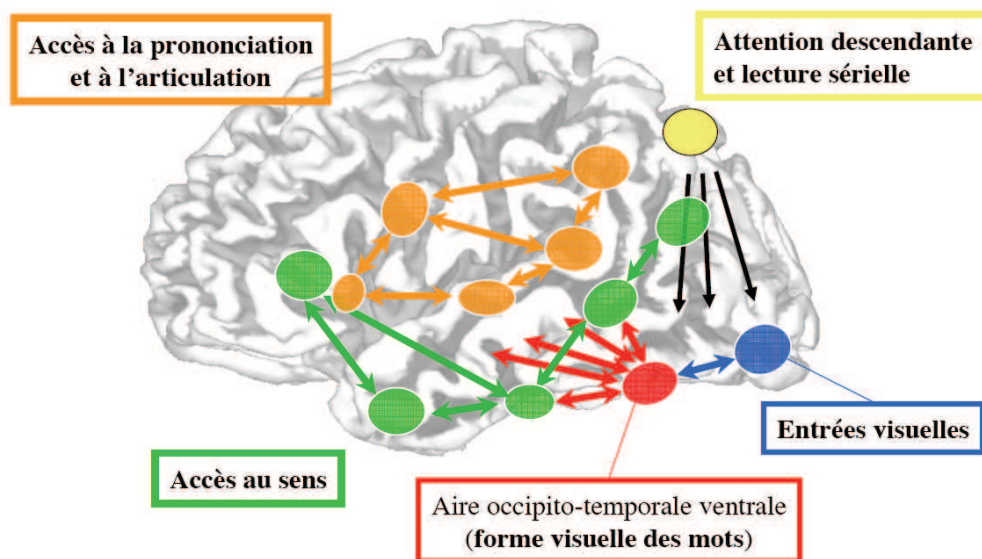 Accès à la prononciation
et à l’articulation
Attention descendante
et lecture sérielle
Entrées visuelles
Accès au sens
Aire occipito-temporale ventrale
(forme visuelle des mots)